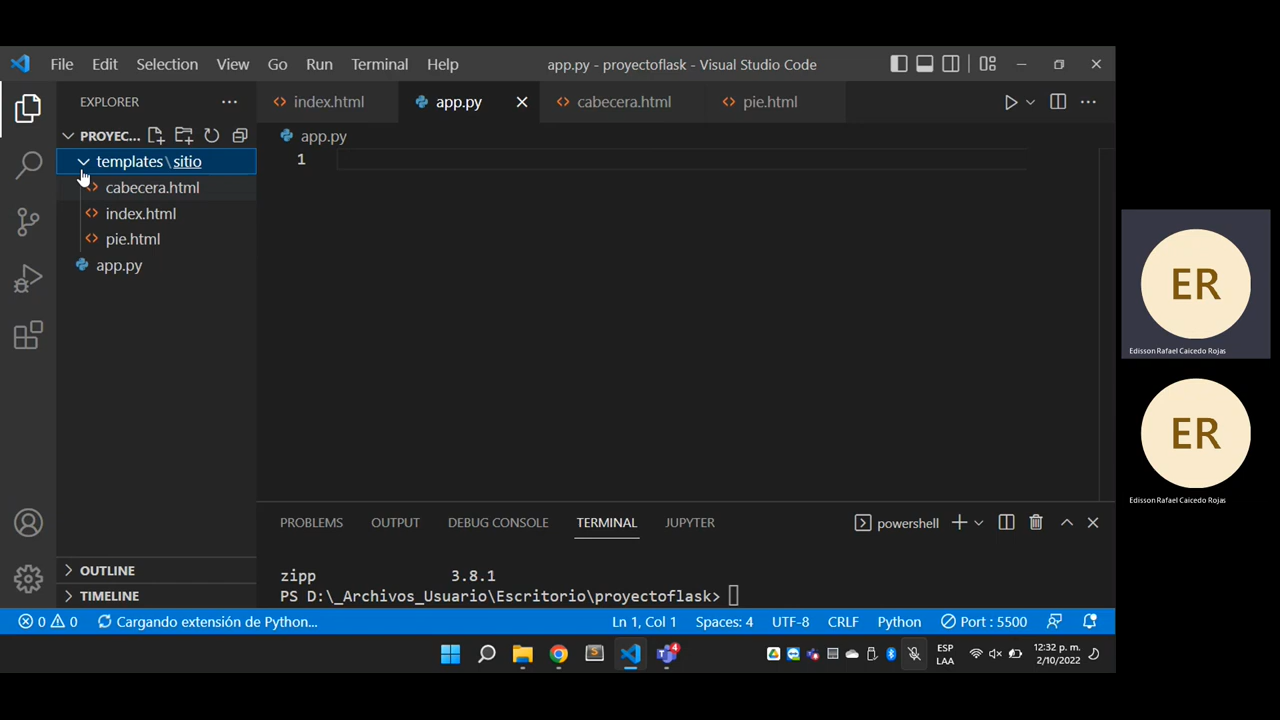 File Edit Selection View Go Run Terminal Help app.py - proyectoflask - Visual Studio Code
EXPLORER ... index.html app.py cabecera.html pie.html ...
PROYEC...
app.py
1
templates\sitio
cabecera.html
index.html
pie.html
app.py
ER
Edisson Rafael Caicedo Rojas
ER
Edisson Rafael Caicedo Rojas
PROBLEMS OUTPUT DEBUG CONSOLE TERMINAL JUPYTER powershell
zipp 3.8.1
PS D:\_Archivos_Usuario\Escritorio\proyectoflask>
OUTLINE
TIMELINE
0 0 Cargando extensión de Python... Ln 1, Col 1 Spaces: 4 UTF-8 CRLF Python Port : 5500
S 4 ESP LAA 12:32 p. m. 2/10/2022